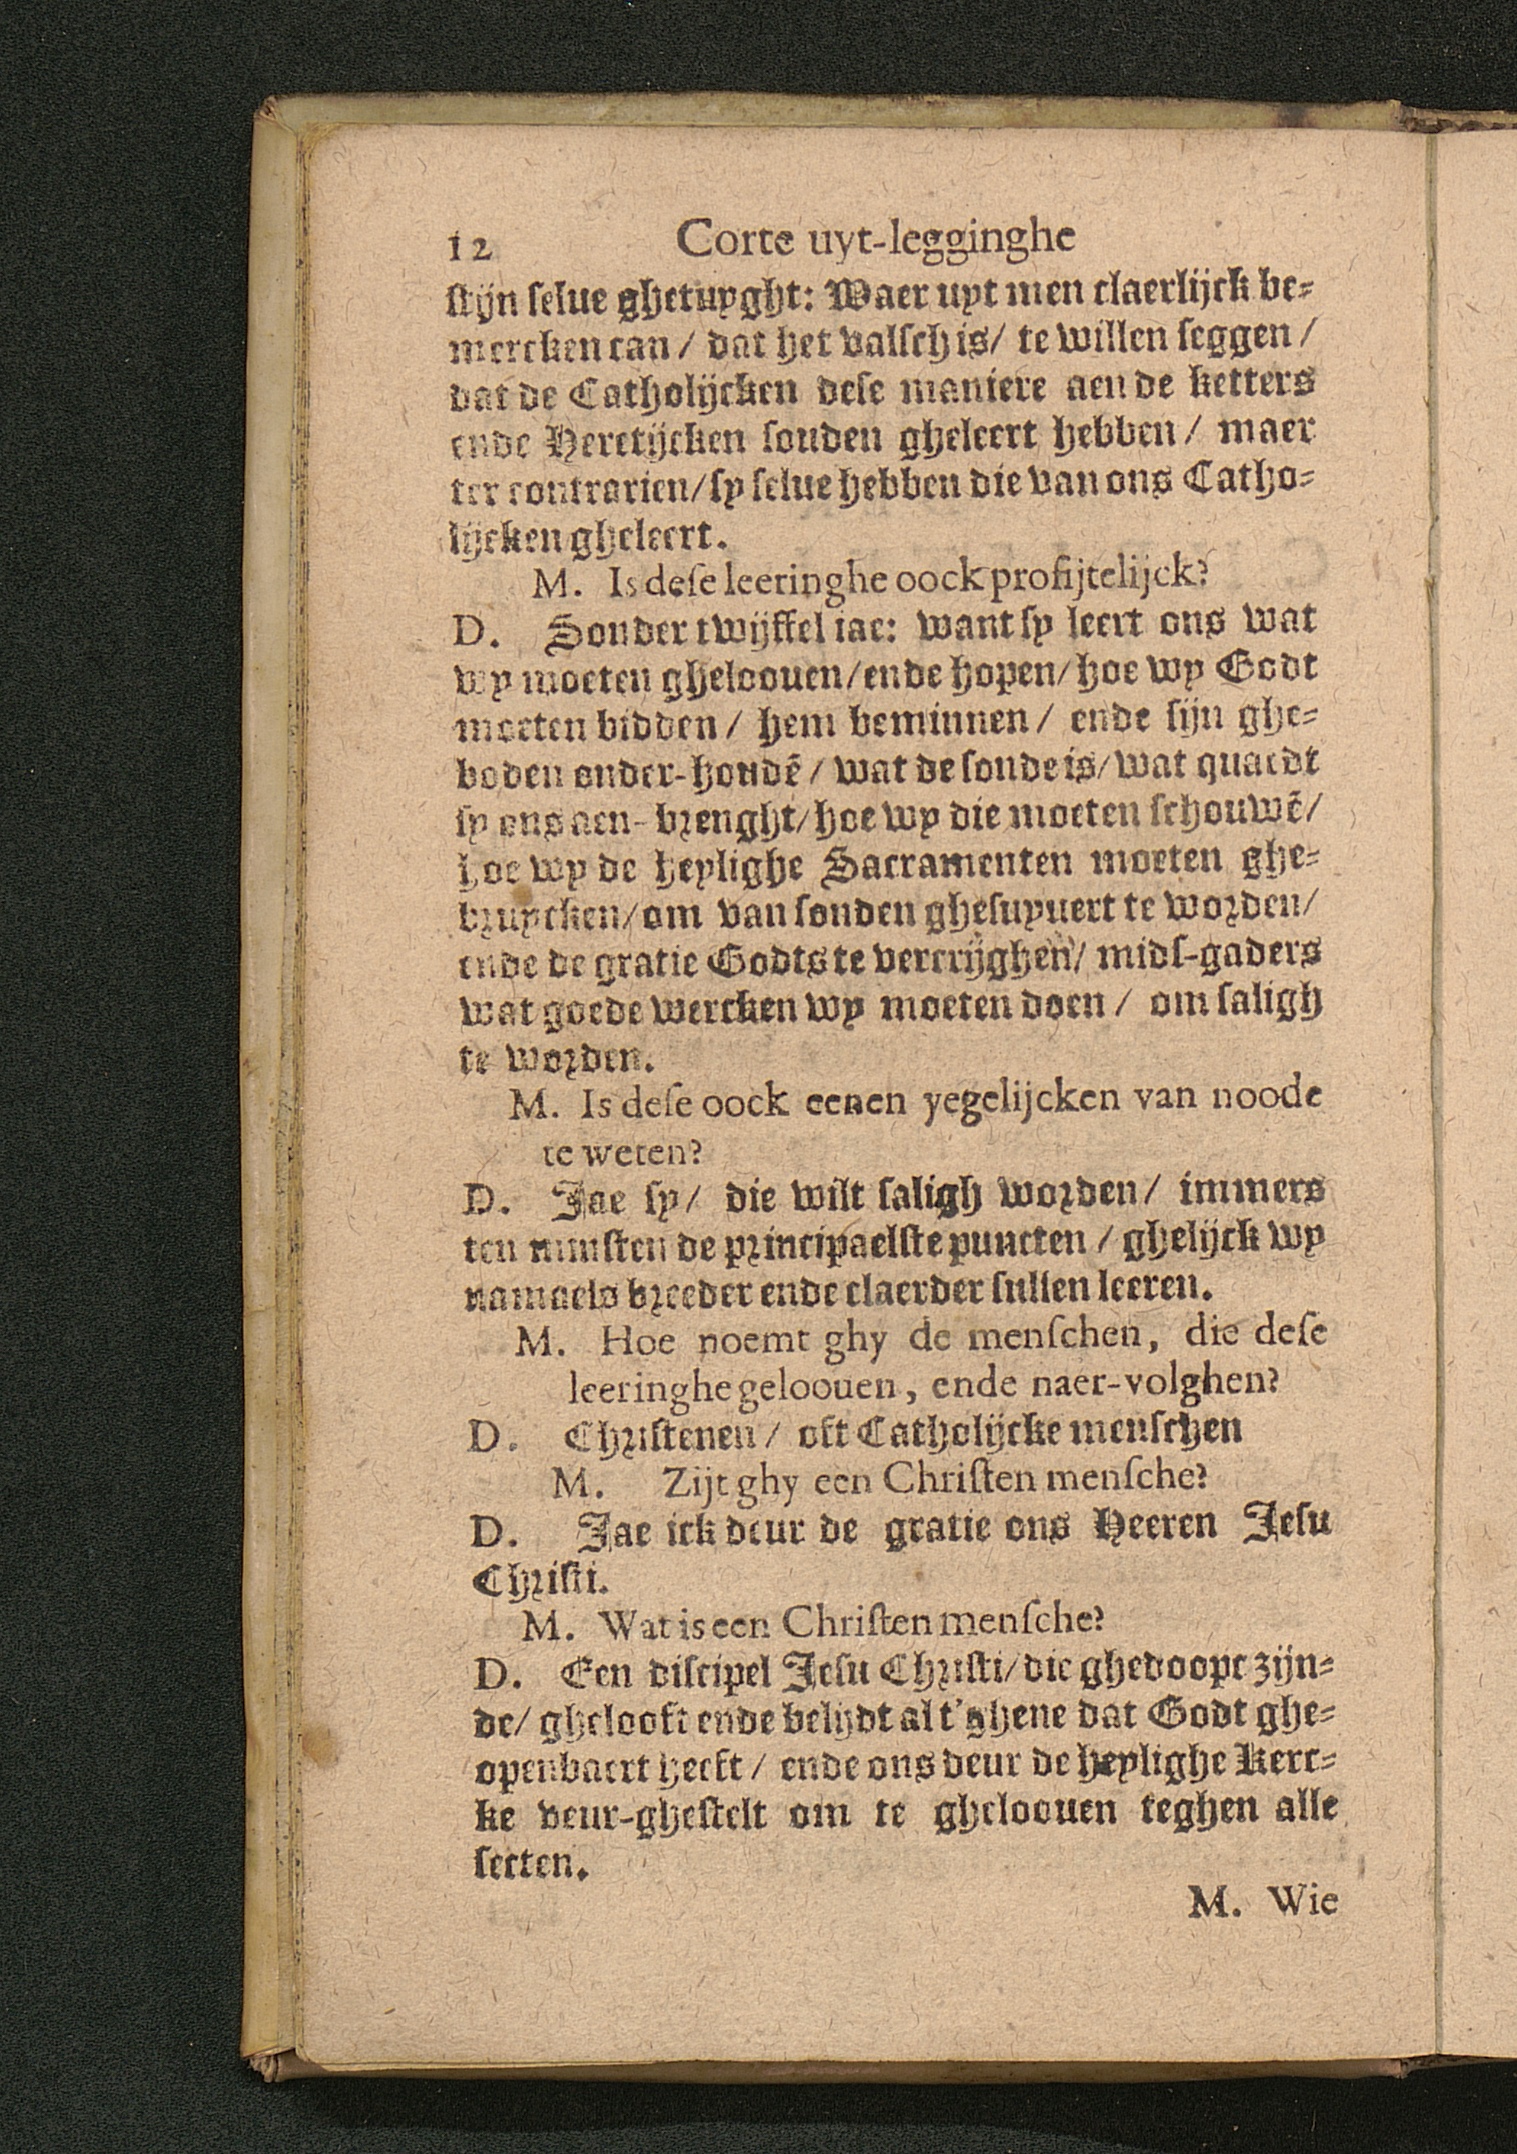 12 Corte uyt-legginghe
ſtijn ſelue ghetuyght: Waer uyt men claerlijck be-
mercken can / dat het valſch is / te willen ſeggen /
dat de Catholijcken deſe maniere aen de ketters
ende Heretijcken ſouden gheleert hebben / maer
ter contrarien / ſy ſelue hebben die van ons Catho-
lijcken gheleert.
M. Is deſe leeringhe oock profijtelijck?
D. Sonder twijffel iae: want ſy leert ons wat
wy moeten gheloouen / ende hopen / hoe wy Godt
moeten bidden / hem beminnen / ende ſijn ghe-
boden onder-houdē / wat de ſonde is / wat quaedt
ſy ons aen-brenght / hoe wy die moeten ſchouwē /
hoe wy de heylighe Sacramenten moeten ghe-
bruycken / om van ſonden gheſuyuert te worden /
ende de gratie Godts te vercrijghen / midſ-gaders
wat goede wercken wy moeten doen / om ſaligh
te worden.
M. Is deſe oock eenen yegelijcken van noode
te weten?
D. Jae ſy / die wilt ſaligh worden / immers
ten minſten de principaelſte puncten / ghelijck wy
namaels breeder ende claerder ſullen leeren.
M. Hoe noemt ghy de menſchen, die deſe
leeringhe geloouen, ende naer-volghen?
D. Chriſtenen / oft Catholijcke menſchen
M. Zijt ghy een Chriſten menſche?
D. Jae ick deur de gratie ons Heeren Jeſu
Chriſti.
M. Wat is een Chriſten menſche?
D. Een diſcipel Jeſu Chriſti / die ghedoopt zijn-
de / ghelooft ende belijdt al t'ghene dat Godt ghe-
openbaert heeft / ende ons deur de heylighe Kerc-
ke veur-gheſtelt om te gheloouen teghen alle
ſecten.
M. Wie